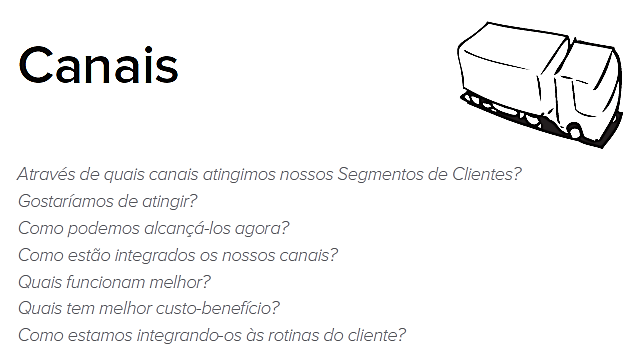 Canais
Através de quais canais atingimos nossos Segmentos de Clientes?
Gostaríamos de atingir?
Como podemos alcançá-los agora?
Como estão integrados os nossos canais?
Quais funcionam melhor?
Quais tem melhor custo-benefício?
Como estamos integrando-os às rotinas do cliente?